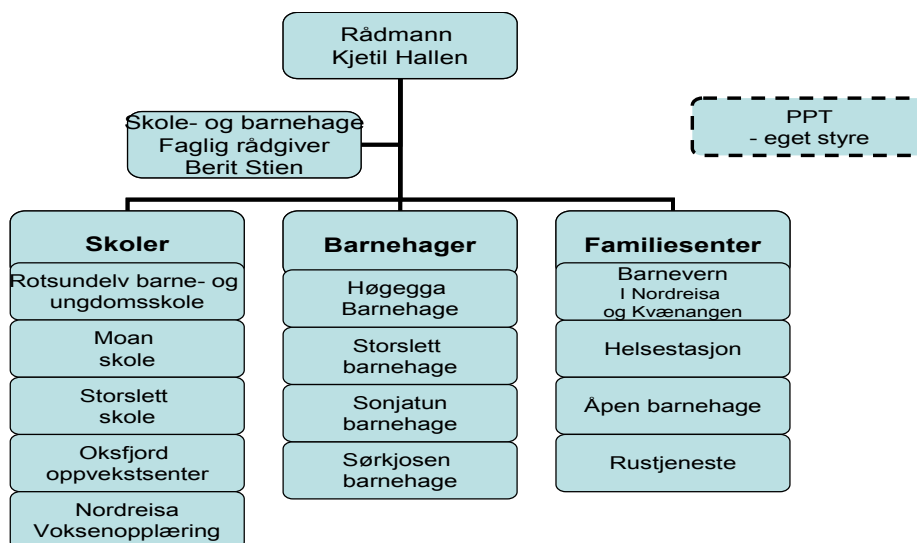 Rådmann
Kjetil Hallen
Skole- og barnehage
Faglig rådgiver
Berit Stien
PPT
- eget styre
Skoler
Rotsundelv barne- og
ungdomsskole
Moan
skole
Storslett
skole
Oksfjord
oppvekstsenter
Nordreisa
Voksenopplæring
Barnehager
Høgegga
Barnehage
Storslett
barnehage
Sonjatun
barnehage
Sørkjosen
barnehage
Familiesenter
Barnevern
I Nordreisa
og Kvænangen
Helsestasjon
Åpen barnehage
Rustjeneste